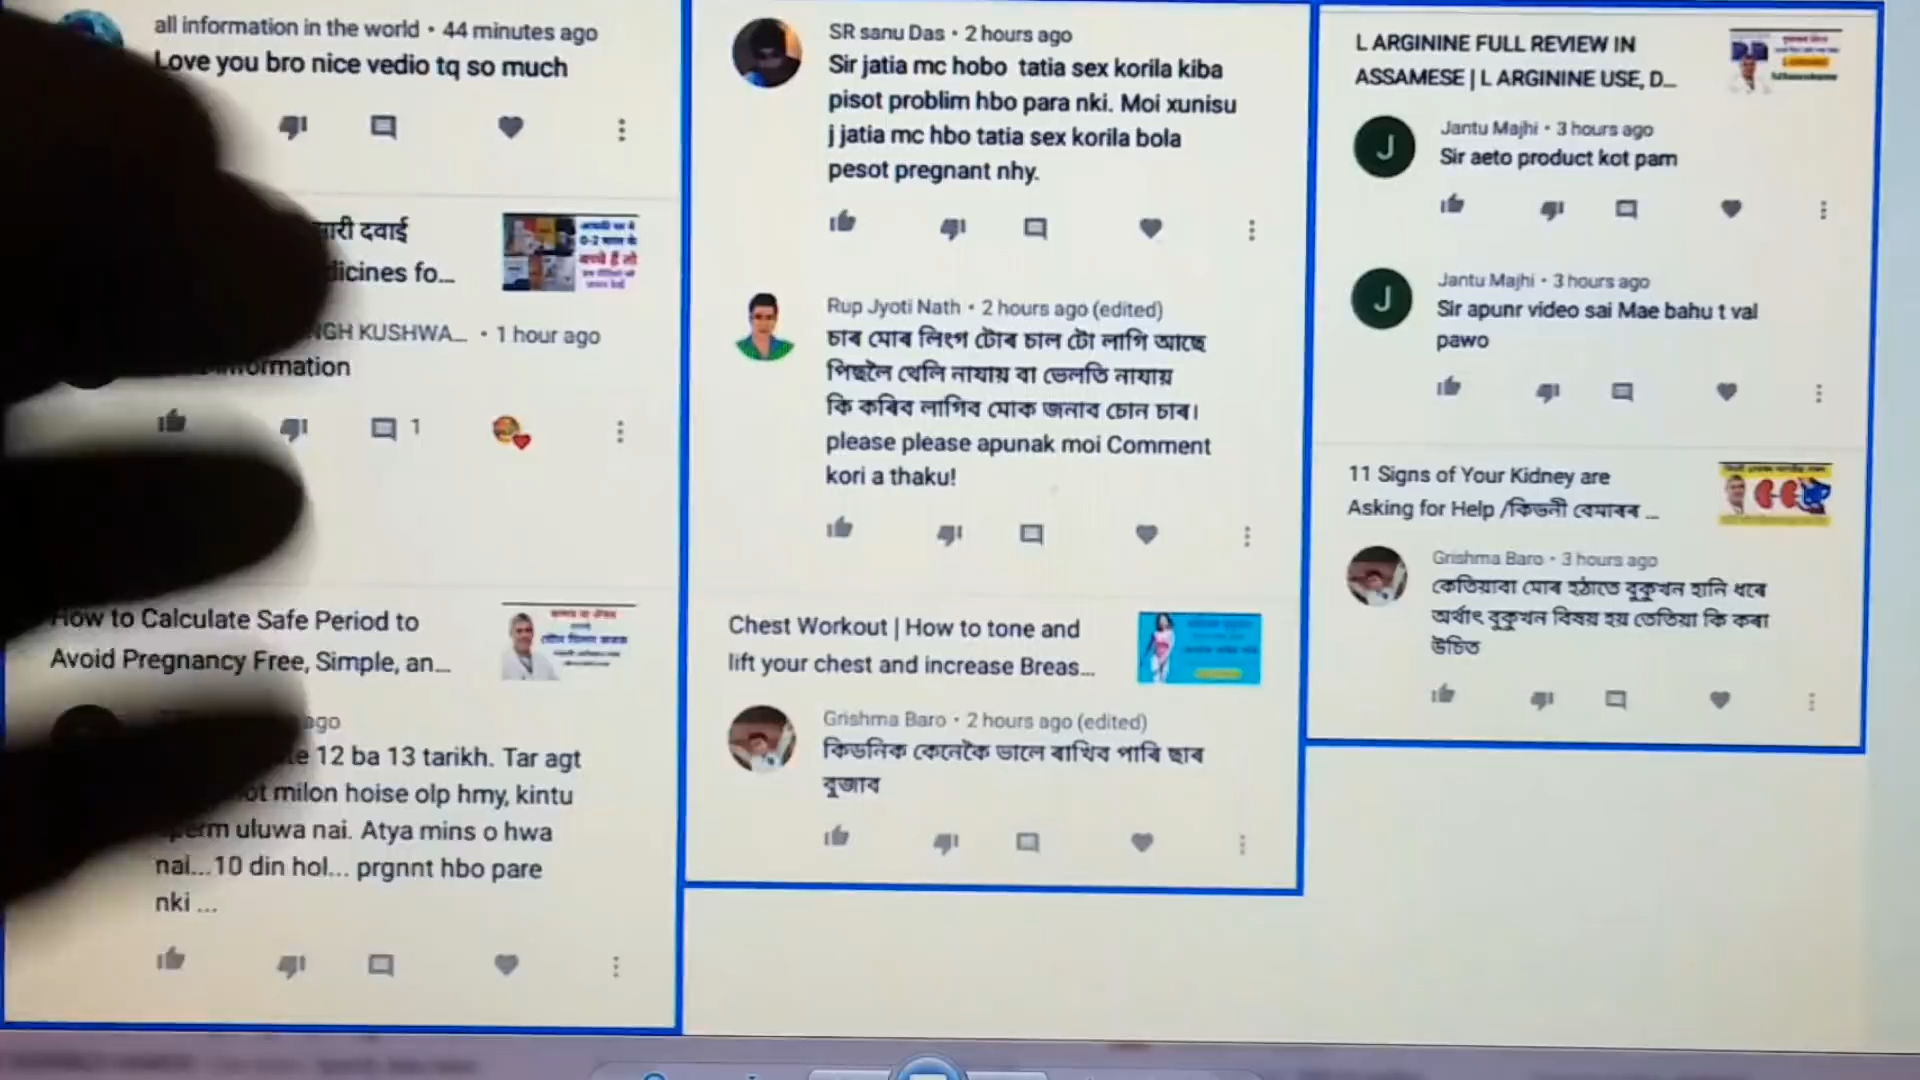 all information in the world • 44 minutes ago
Love you bro nice vedio tq so much
दवाई
dicines fo...
NGH KUSHWA... • 1 hour ago
information
1
How to Calculate Safe Period to
Avoid Pregnancy Free, Simple, an...
ago
12 ba 13 tarikh. Tar agt
milon hoise olp hmy, kintu
sperm uluwa nai. Atya mins o hwa
nai...10 din hol... prgnnt hbo pare
nki ...
SR sanu Das • 2 hours ago
Sir jatia mc hobo tatia sex korila kiba
pisot problim hbo para nki. Moi xunisu
j jatia mc hbo tatia sex korila bola
pesot pregnant nhy.
Rup Jyoti Nath • 2 hours ago (edited)
চাৰ মোৰ লিংগ টোৰ চাল টো লাগি আছে
পিছলৈ খেলি নাযায় বা ভেলতি নাযায়
কি কৰিব লাগিব মোক জনাব চোন চাৰ।
please please apunak moi Comment
kori a thaku!
Chest Workout | How to tone and
lift your chest and increase Breas...
Grishma Baro • 2 hours ago (edited)
কিডনিক কেনেকৈ ভালে ৰাখিব পাৰি ছাৰ
বুজাব
L ARGININE FULL REVIEW IN
ASSAMESE | L ARGININE USE, D...
J
Jantu Majhi • 3 hours ago
Sir aeto product kot pam
J
Jantu Majhi • 3 hours ago
Sir apunr video sai Mae bahu t val
pawo
11 Signs of Your Kidney are
Asking for Help /কিডনী বেমাৰৰ ...
Grishma Baro • 3 hours ago
কেতিয়াবা মোৰ হঠাতে বুকুখন হানি ধৰে
অৰ্থাৎ বুকুখন বিষয় হয় তেতিয়া কি কৰা
উচিত